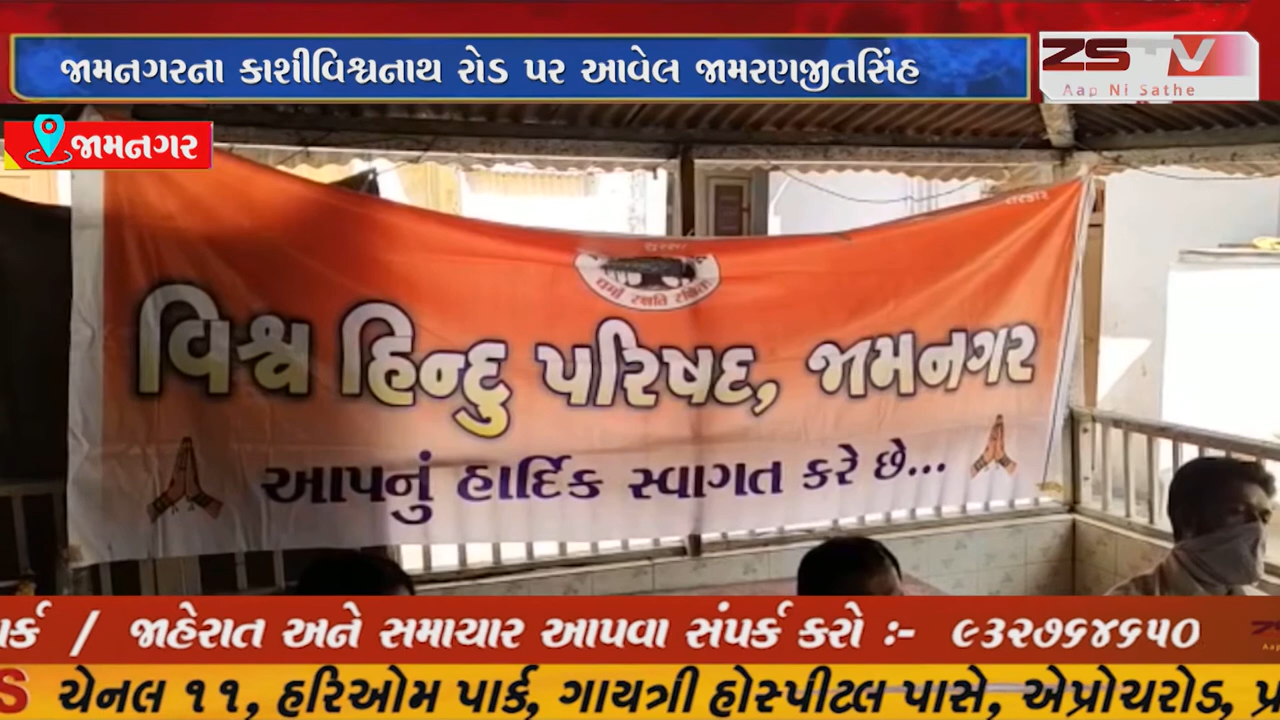 જામનગરના કાશીવિશ્વનાથ રોડ પર આવેલ જામરણજીતસિંહ
ZS TV
Aap Ni Sathe
જામનગર
વિશ્વ હિન્દુ પરિષદ, જામનગર
આપનું હાર્દિક સ્વાગત કરે છે...
ર્ક / જાહેરાત અને સમાચાર આપવા સંપર્ક કરો :- ૯૩૨૭૬૪૬૫૦
S ચેનલ ૧૧, હરિઓમ પાર્ક, ગાયત્રી હોસ્પીટલ પાસે, એપ્રોચરોડ, પ્ર